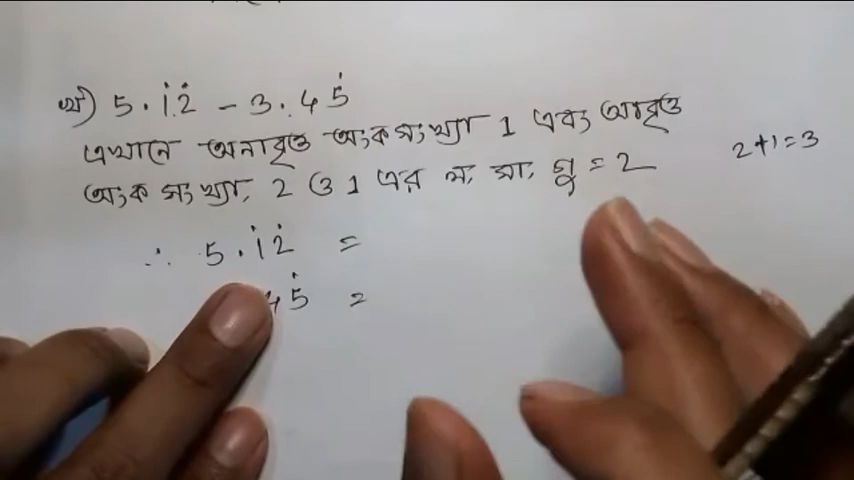 খ) 5.i̇2̇ - 3.45̇
এখানে অনাবৃত্ত অংকসংখ্যা 1 এবং আবৃত্ত
অংক সংখ্যা, 2 ও 1 এর ল, সা, গু = 2
2+1=3
∴ 5.1̇2̇ =
45̇ =